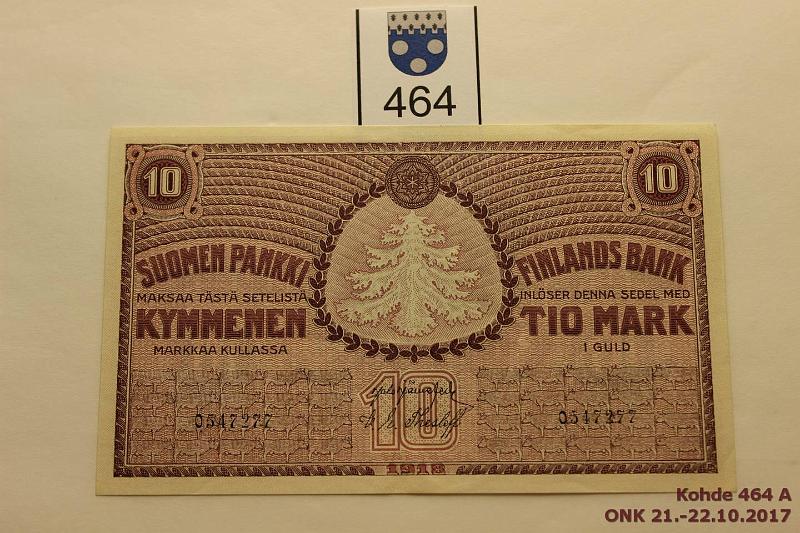 464
10 10
SUOMEN PANKKI
MAKSAA TÄSTÄ SETELISTÄ
KYMMENEN
MARKKAA KULLASSA
FINLANDS BANK
INLÖSER DENNA SEDEL MED
TIO MARK
I GULD
10
0547277 0547277
1918
Kohde 464 A
ONK 21.-22.10.2017